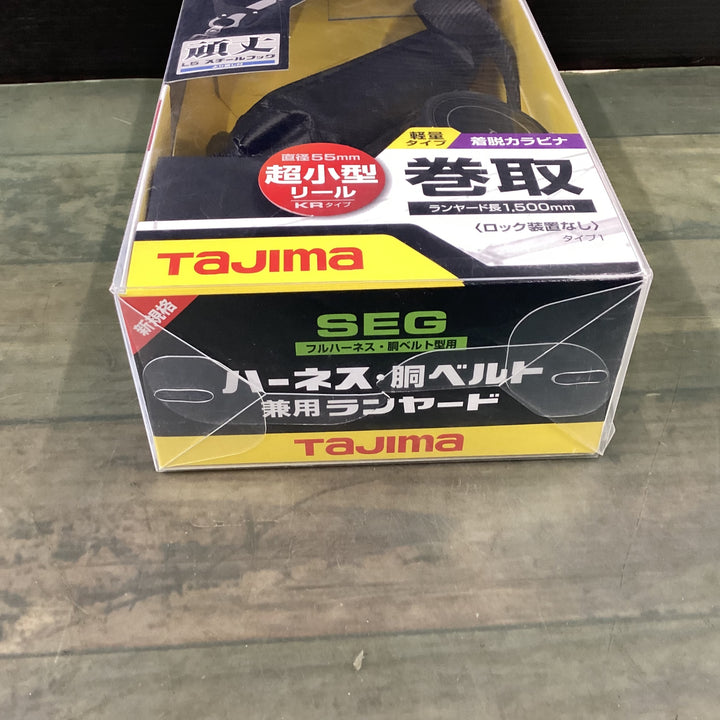 頑丈
L5 スチールフック
軽量
タイプ
着脱カラビナ
直径55mm
超小型
リール
KRタイプ
巻取
ランヤード長1,500mm
〈ロック装置なし〉
タイプ1
TAJIMA
新規格
SEG
フルハーネス・胴ベルト型用
ハーネス・胴ベルト
兼用ランヤード
TAJIMA